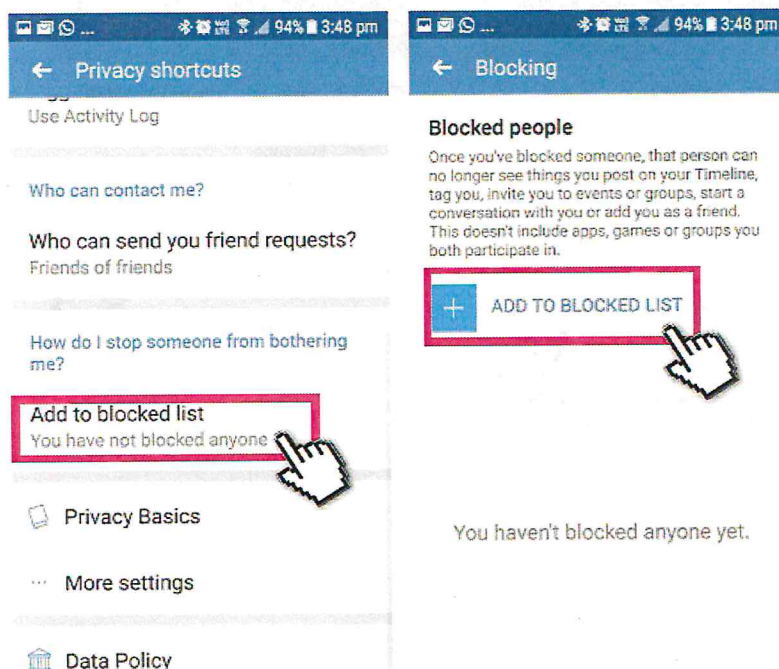 ... 94% 3:48 pm
← Privacy shortcuts
Use Activity Log
Who can contact me?
Who can send you friend requests?
Friends of friends
How do I stop someone from bothering
me?
Add to blocked list
You have not blocked anyone
Privacy Basics
... More settings
Data Policy
... 94% 3:48 pm
← Blocking
Blocked people
Once you've blocked someone, that person can
no longer see things you post on your Timeline,
tag you, invite you to events or groups, start a
conversation with you or add you as a friend.
This doesn't include apps, games or groups you
both participate in.
+ ADD TO BLOCKED LIST
You haven't blocked anyone yet.